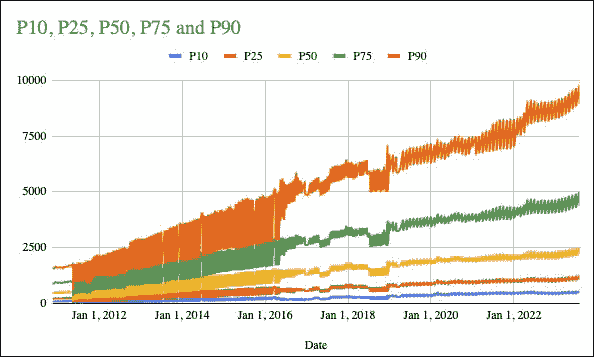 P10, P25, P50, P75 and P90
P10 P25 P50 P75 P90
10000
7500
5000
2500
0
Jan 1, 2012 Jan 1, 2014 Jan 1, 2016 Jan 1, 2018 Jan 1, 2020 Jan 1, 2022
Date